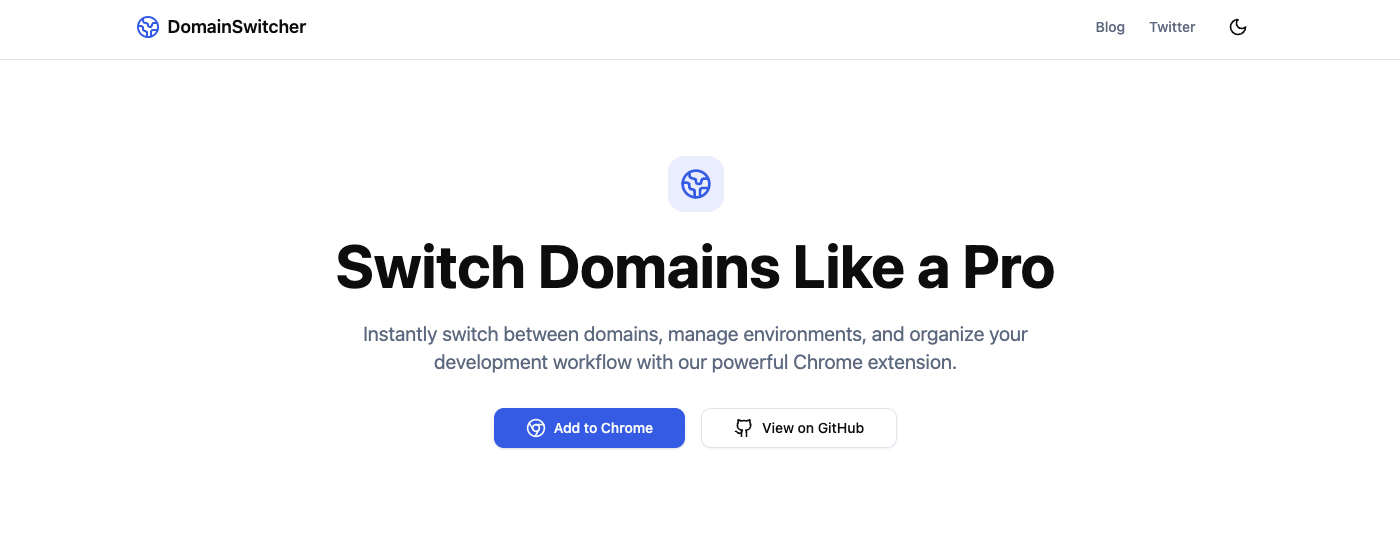 DomainSwitcher
Blog
Twitter
Switch Domains Like a Pro
Instantly switch between domains, manage environments, and organize your
development workflow with our powerful Chrome extension.
Add to Chrome
View on GitHub